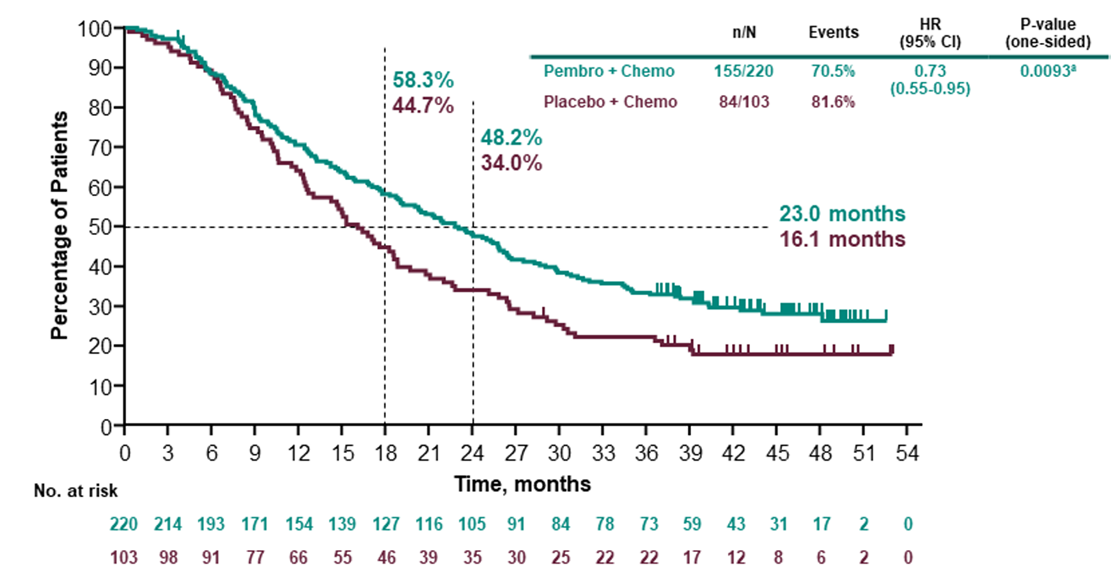 n/N Events HR (95% CI) P-value (one-sided)
Pembro + Chemo 155/220 70.5% 0.73 (0.55-0.95) 0.0093ᵃ
Placebo + Chemo 84/103 81.6%
58.3%
44.7%
48.2%
34.0%
23.0 months
16.1 months
Percentage of Patients
100
90
80
70
60
50
40
30
20
10
0
0 3 6 9 12 15 18 21 24 27 30 33 36 39 42 45 48 51 54
Time, months
No. at risk
220 214 193 171 154 139 127 116 105 91 84 78 73 59 43 31 17 2 0
103 98 91 77 66 55 46 39 35 30 25 22 22 17 12 8 6 2 0